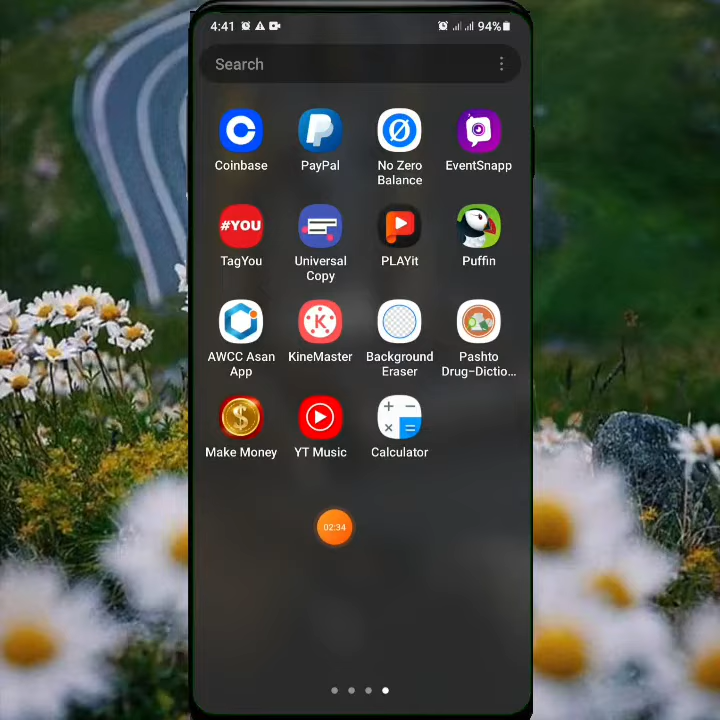 4:41
94%
Search
Coinbase
PayPal
No Zero
Balance
EventSnapp
#YOU
TagYou
Universal
Copy
PLAYit
Puffin
AWCC Asan
App
K
KineMaster
Background
Eraser
Pashto
Drug-Dictio...
$
Make Money
YT Music
+ −
× =
Calculator
02:34